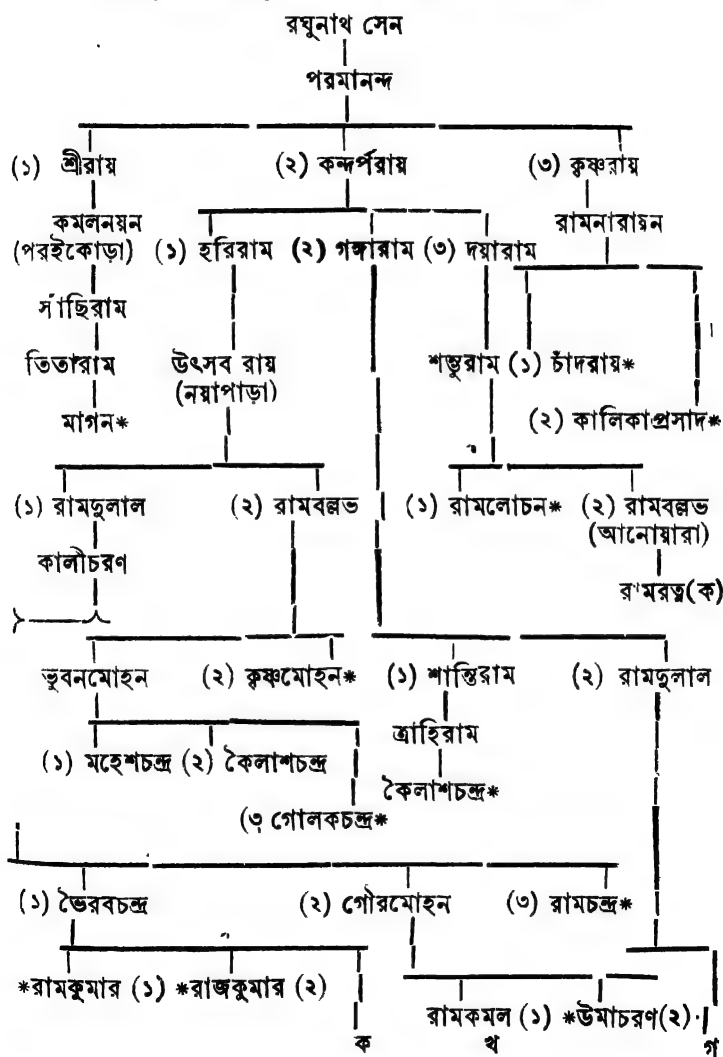 রঘুনাথ সেন
পরমানন্দ
(১) শ্রীরায় (২) কন্দর্পরায় (৩) কৃষ্ণরায়
কমলনয়ন রামনারায়ন
(পরইকোড়া) (১) হরিরাম (২) গঙ্গারাম (৩) দয়ারাম
সাঁছিরাম
তিতারাম উৎসব রায় শম্ভুরাম (১) চাঁদরায়*
(নয়াপাড়া)
মাগন* (২) কালিকাপ্রসাদ*
(১) রামদুলাল (২) রামবল্লভ (১) রামলোচন* (২) রামবল্লভ
(আনোয়ারা)
কালীচরণ
রামরত্ন(ক)
ভুবনমোহন (২) কৃষ্ণমোহন* (১) শান্তিরাম (২) রামদুলাল
ত্রাহিরাম
(১) মহেশচন্দ্র (২) কৈলাশচন্দ্র
কৈলাশচন্দ্র*
(৩ গোলকচন্দ্র*
(১) ভৈরবচন্দ্র (২) গৌরমোহন (৩) রামচন্দ্র*
*রামকুমার (১) *রাজকুমার (২)
রামকমল (১) *উমাচরণ(২)
ক খ গ